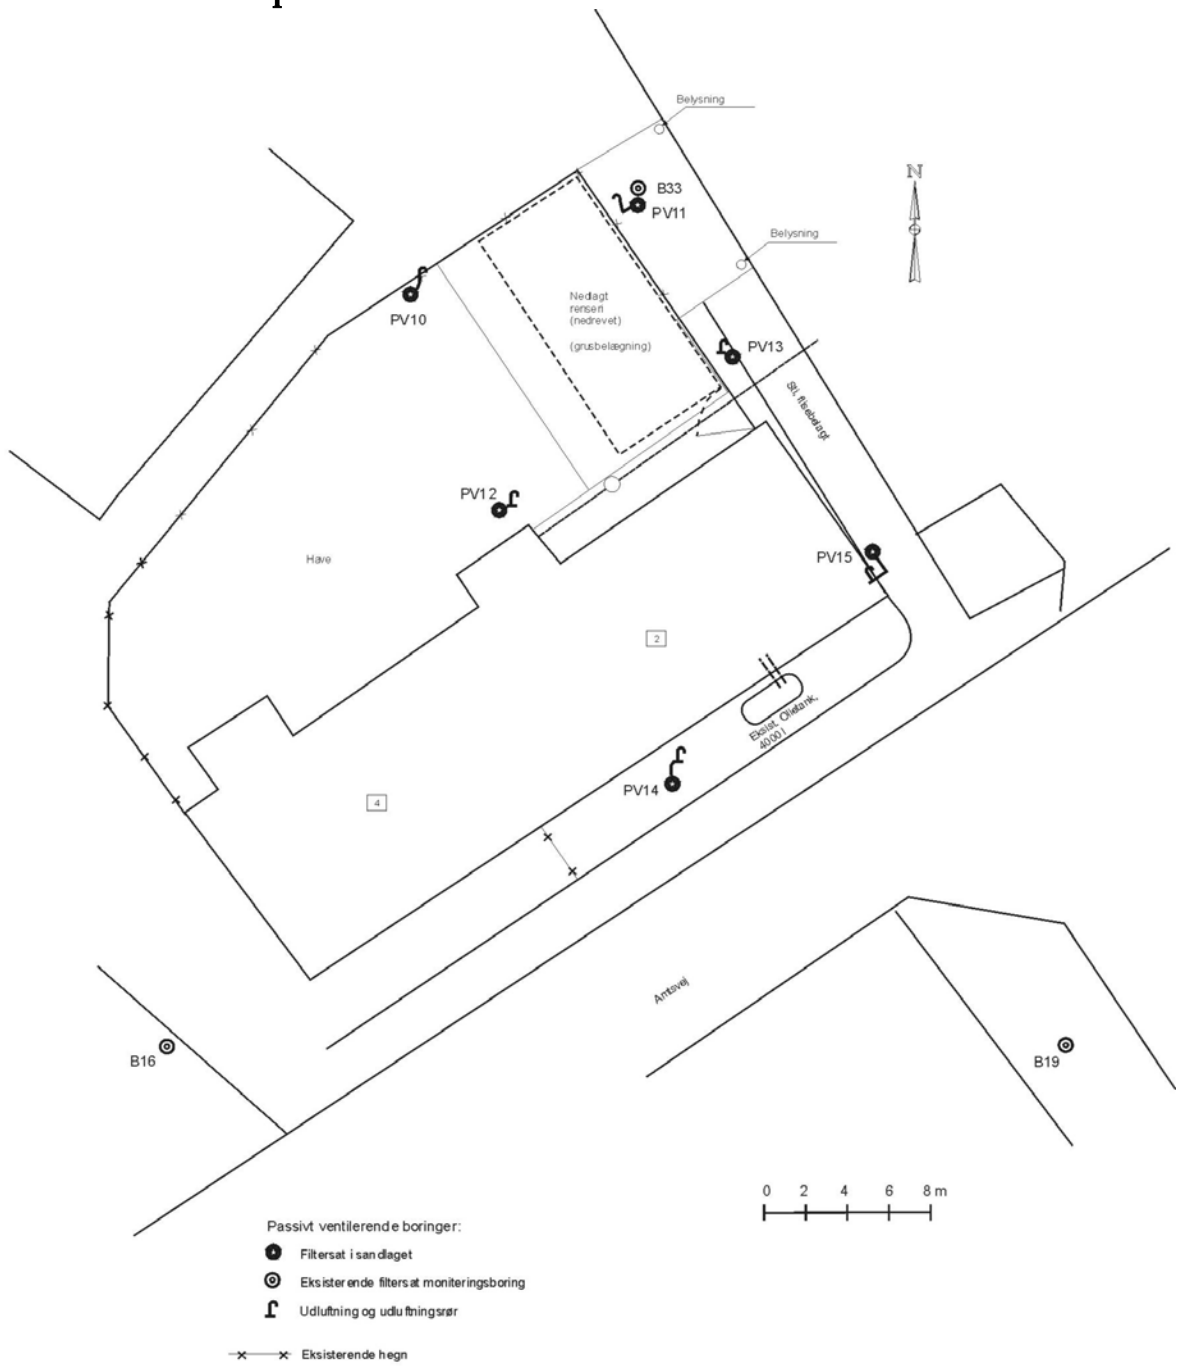 Belysning
N
B33
PV11
Belysning
PV10
Nedlagt
renseri
(nedrevet)
(grusbelægning)
PV13
Sti, flisebelagt
PV12
Have
PV15
2
Eksist. Olietank,
4000 l
PV14
4
Amtsvej
B16
B19
0 2 4 6 8 m
Passivt ventilerende boringer:
Filtersat i sandlaget
Eksisterende filtersat moniteringsboring
Udluftning og udluftningsrør
Eksisterende hegn